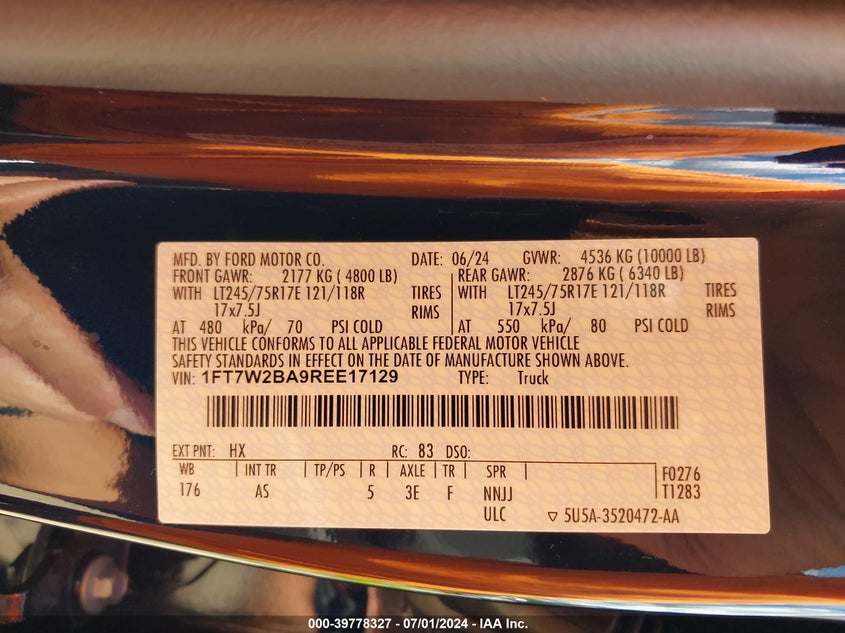 MFD. BY FORD MOTOR CO. DATE: 06/24 GVWR: 4536 KG (10000 LB)
FRONT GAWR: 2177 KG ( 4800 LB) REAR GAWR: 2876 KG ( 6340 LB)
WITH LT245/75R17E 121/118R TIRES WITH LT245/75R17E 121/118R TIRES
17x7.5J RIMS 17x7.5J RIMS
AT 480 kPa/ 70 PSI COLD AT 550 kPa/ 80 PSI COLD
THIS VEHICLE CONFORMS TO ALL APPLICABLE FEDERAL MOTOR VEHICLE
SAFETY STANDARDS IN EFFECT ON THE DATE OF MANUFACTURE SHOWN ABOVE.
VIN: 1FT7W2BA9REE17129 TYPE: Truck
EXT PNT: HX RC: 83 DSO:
WB INT TR TP/PS R AXLE TR SPR F0276
176 AS 5 3E F NNJJ T1283
ULC ▽ 5U5A-3520472-AA
000-39778327 - 07/01/2024 - IAA Inc.